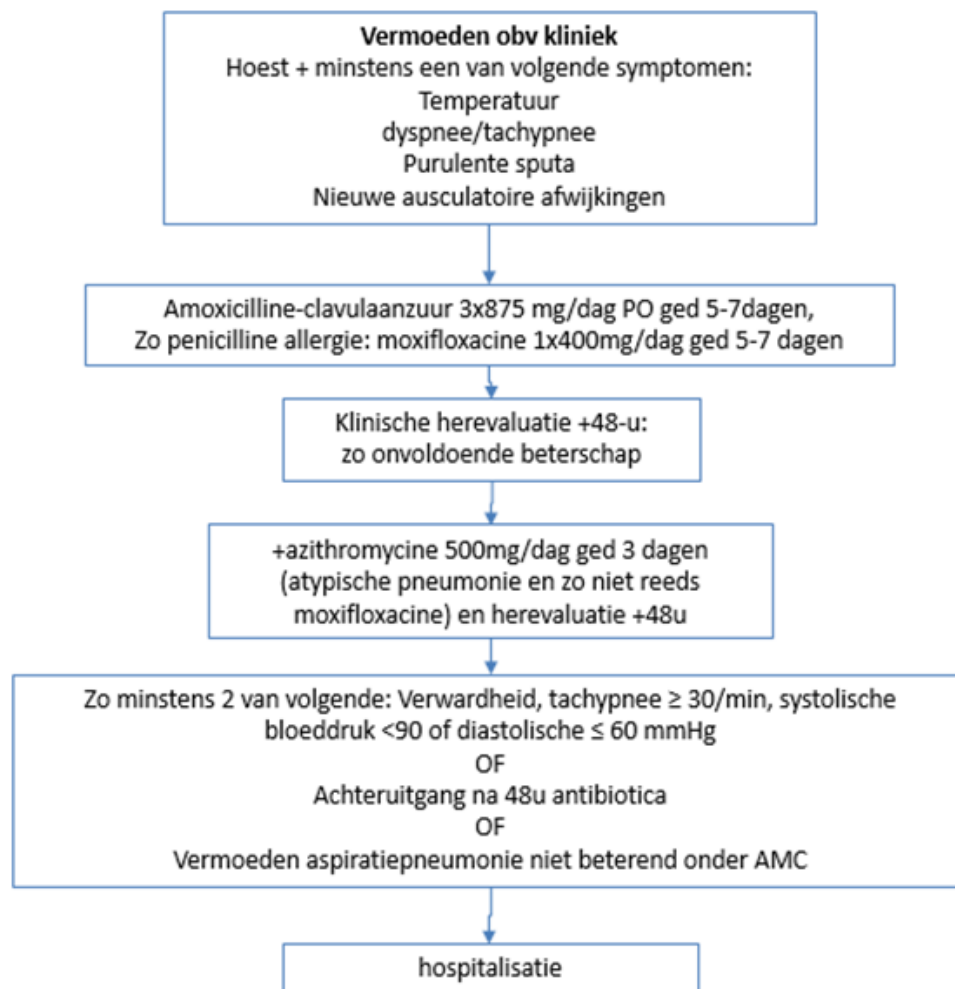 Vermoeden obv kliniek
Hoest + minstens een van volgende symptomen:
Temperatuur
dyspnee/tachypnee
Purulente sputa
Nieuwe ausculatoire afwijkingen
Amoxicilline-clavulaanzuur 3x875 mg/dag PO ged 5-7dagen,
Zo penicilline allergie: moxifloxacine 1x400mg/dag ged 5-7 dagen
Klinische herevaluatie +48-u:
zo onvoldoende beterschap
+azithromycine 500mg/dag ged 3 dagen
(atypische pneumonie en zo niet reeds
moxifloxacine) en herevaluatie +48u
Zo minstens 2 van volgende: Verwardheid, tachypnee ≥ 30/min, systolische
bloeddruk <90 of diastolische ≤ 60 mmHg
OF
Achteruitgang na 48u antibiotica
OF
Vermoeden aspiratiepneumonie niet beterend onder AMC
hospitalisatie